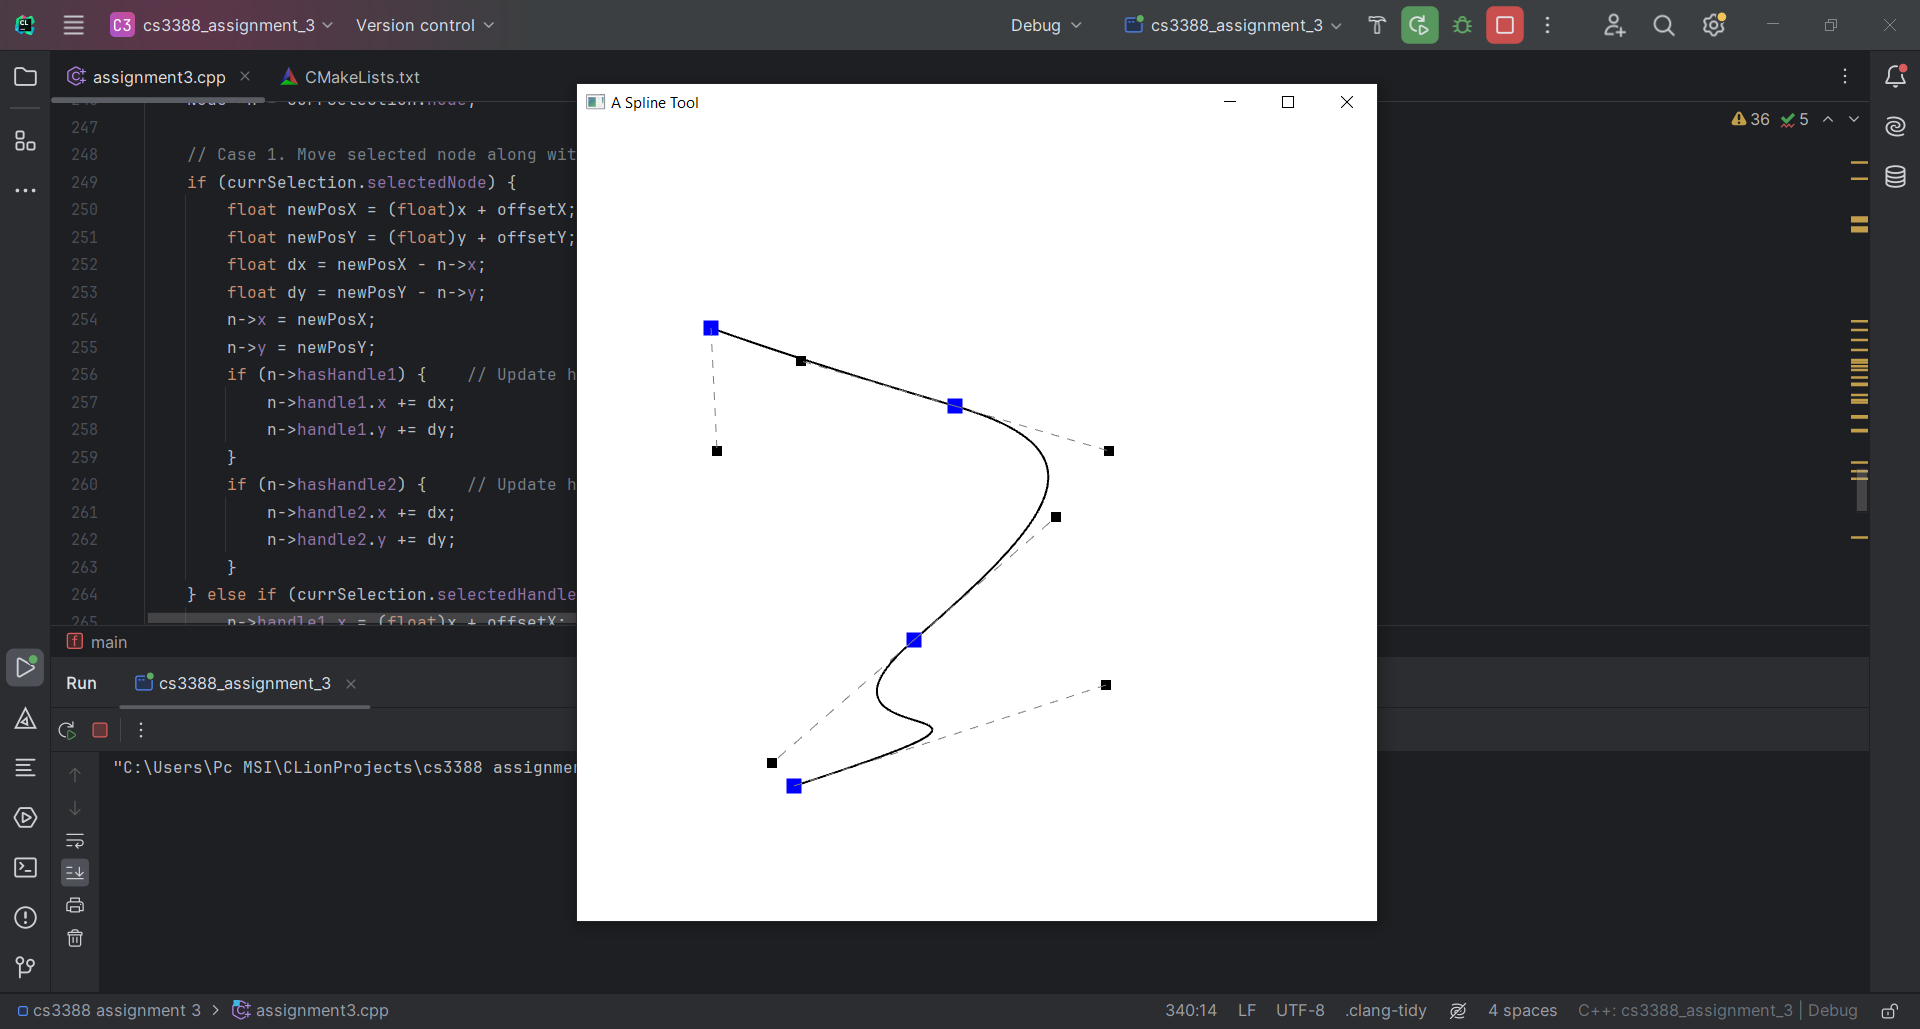 C3 cs3388_assignment_3 Version control Debug cs3388_assignment_3
assignment3.cpp CMakeLists.txt
A Spline Tool
36 5
247
248 // Case 1. Move selected node along wit
249 if (currSelection.selectedNode) {
250 float newPosX = (float)x + offsetX;
251 float newPosY = (float)y + offsetY;
252 float dx = newPosX - n->x;
253 float dy = newPosY - n->y;
254 n->x = newPosX;
255 n->y = newPosY;
256 if (n->hasHandle1) { // Update h
257 n->handle1.x += dx;
258 n->handle1.y += dy;
259 }
260 if (n->hasHandle2) { // Update h
261 n->handle2.x += dx;
262 n->handle2.y += dy;
263 }
264 } else if (currSelection.selectedHandle
265 n->handle1.x = (float)x + offsetX;
f main
Run cs3388_assignment_3
"C:\Users\Pc MSI\CLionProjects\cs3388 assignmen
cs3388 assignment 3 > assignment3.cpp 340:14 LF UTF-8 .clang-tidy 4 spaces C++: cs3388_assignment_3 | Debug